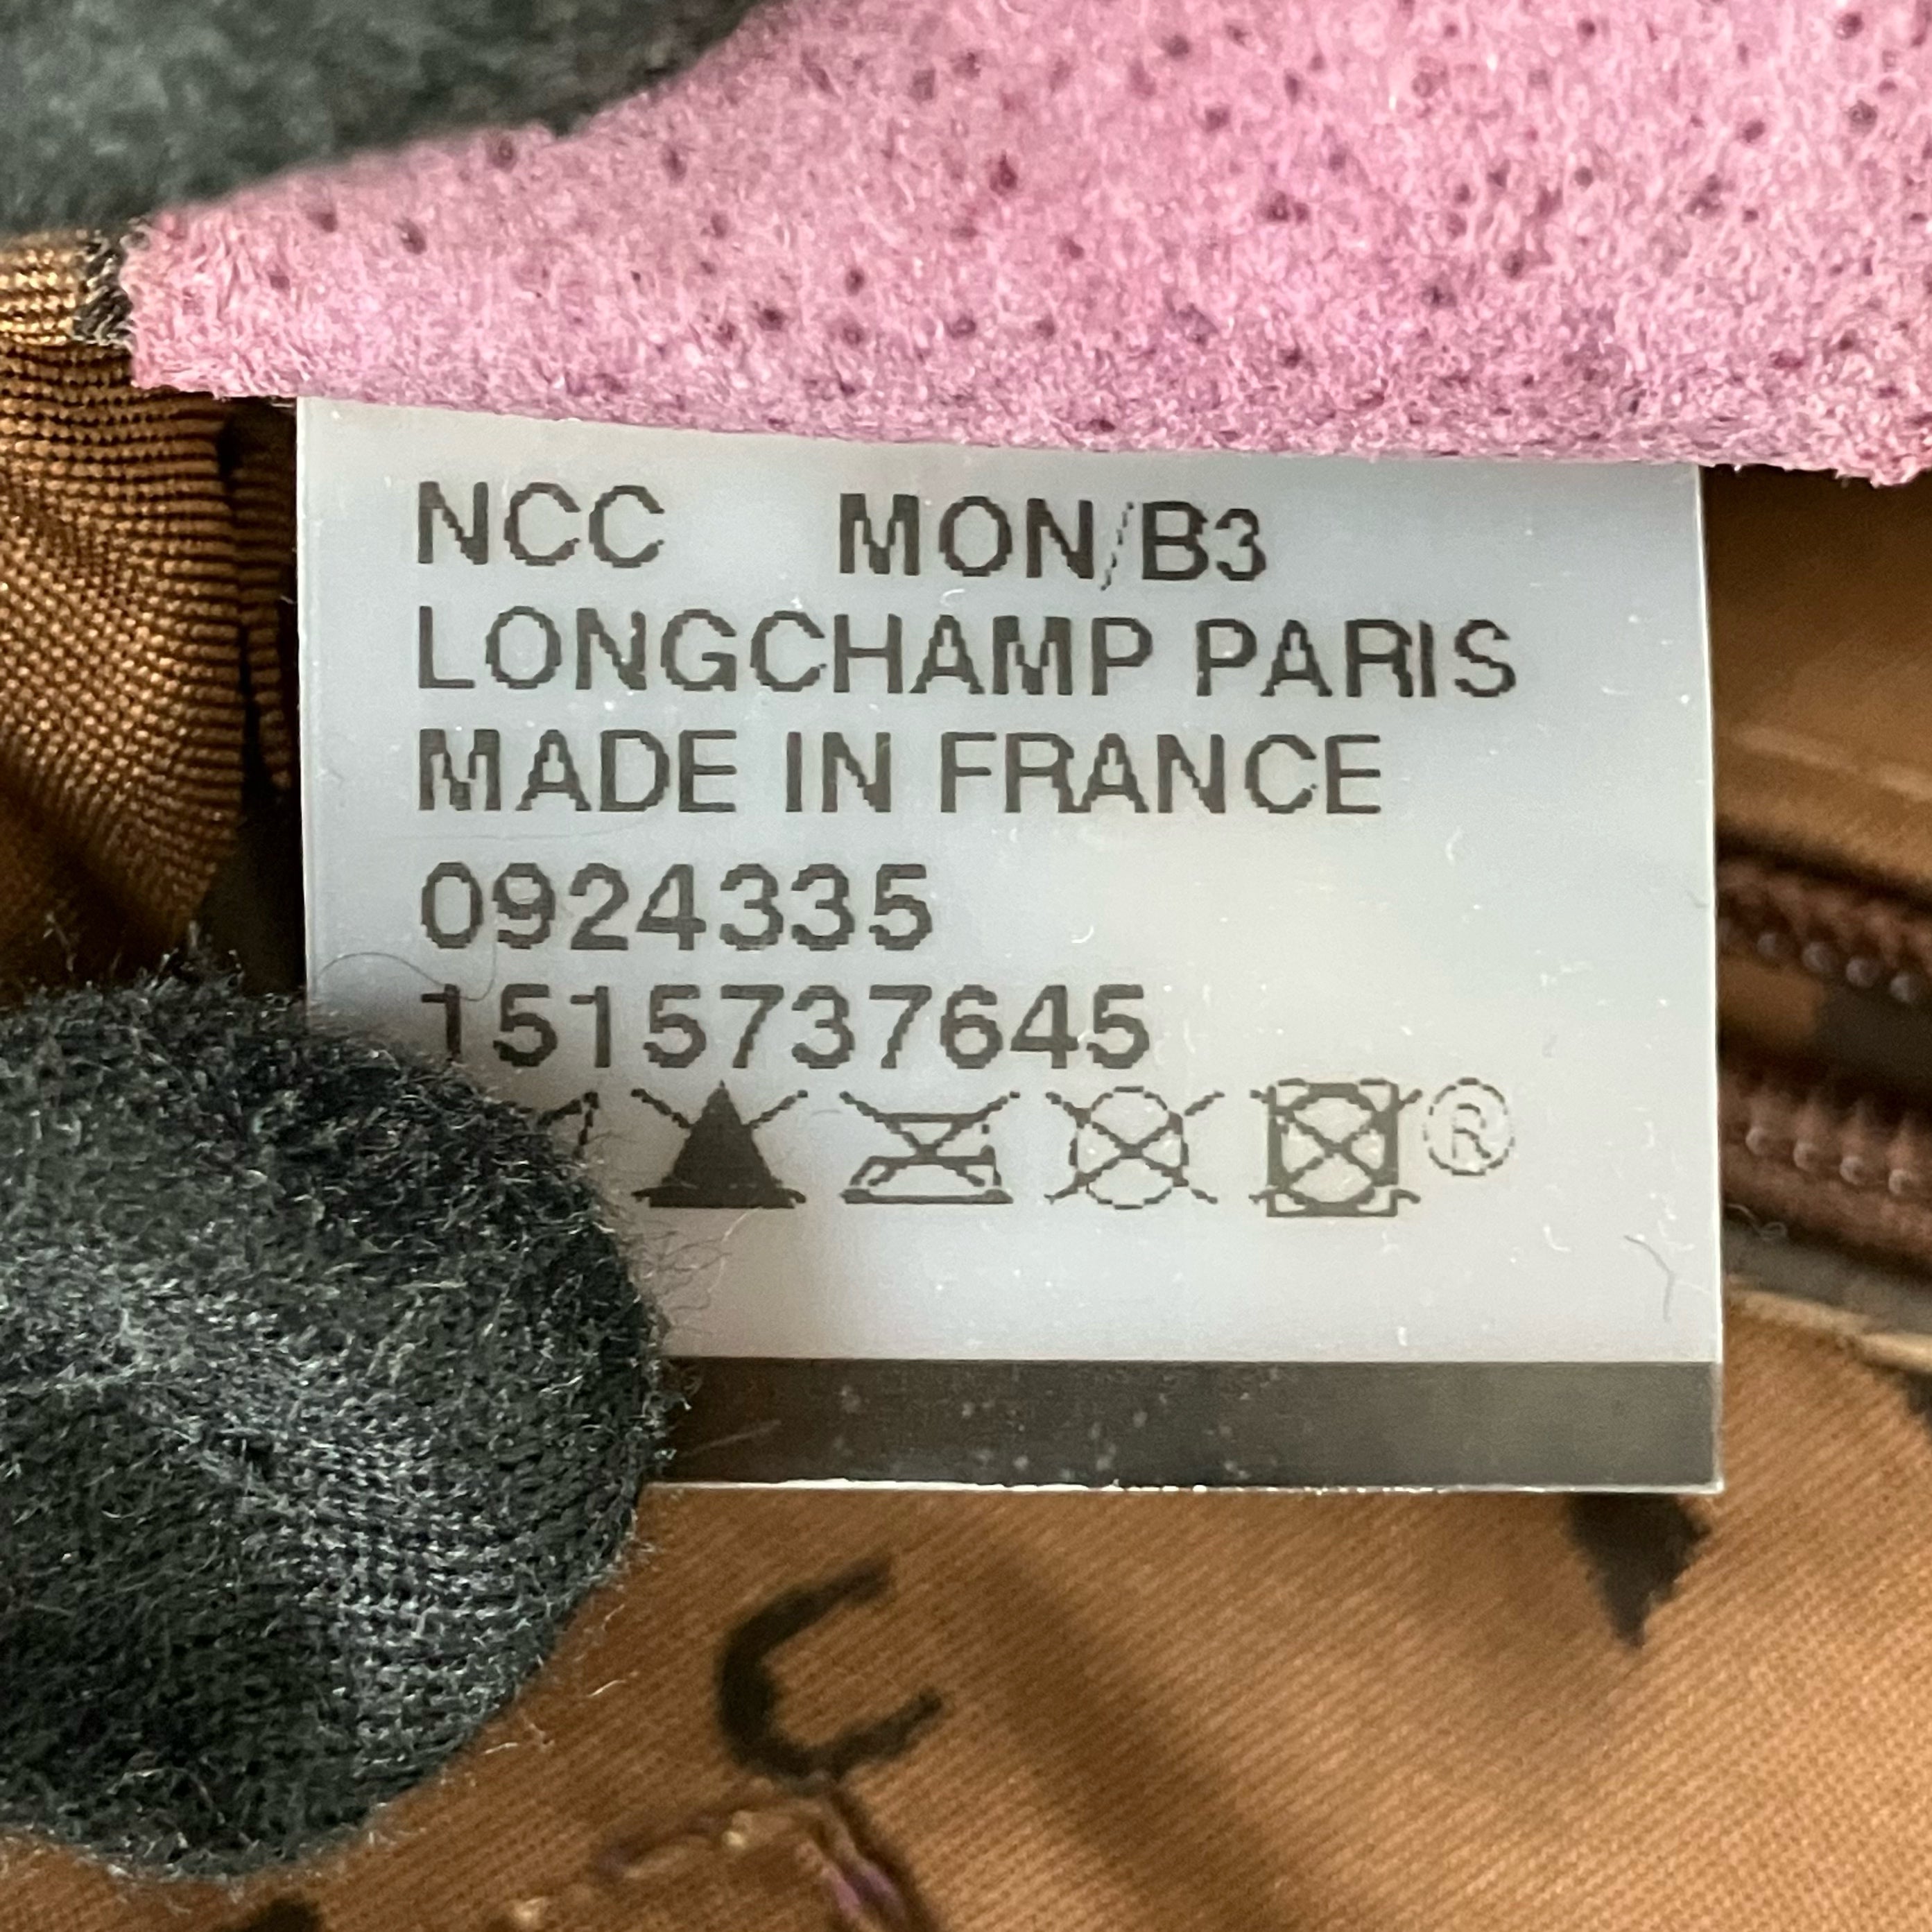 NCC MON/B3
LONGCHAMP PARIS
MADE IN FRANCE
0924335
1515737645
®